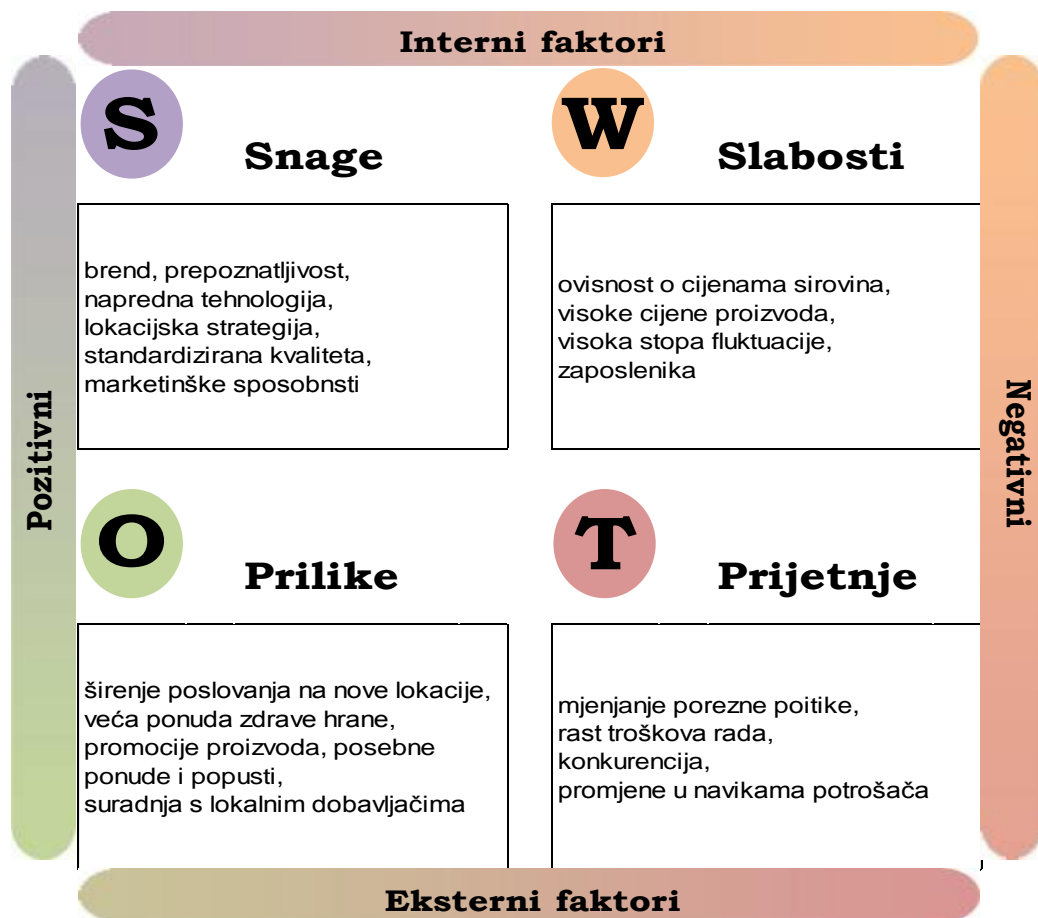 Interni faktori
S
Snage
W
Slabosti
brend, prepoznatljivost,
napredna tehnologija,
lokacijska strategija,
standardizirana kvaliteta,
marketinške sposobnsti
ovisnost o cijenama sirovina,
visoke cijene proizvoda,
visoka stopa fluktuacije,
zaposlenika
Pozitivni
Negativni
O
Prilike
T
Prijetnje
širenje poslovanja na nove lokacije,
veća ponuda zdrave hrane,
promocije proizvoda, posebne
ponude i popusti,
suradnja s lokalnim dobavljačima
mjenjanje porezne poitike,
rast troškova rada,
konkurencija,
promjene u navikama potrošača
Eksterni faktori